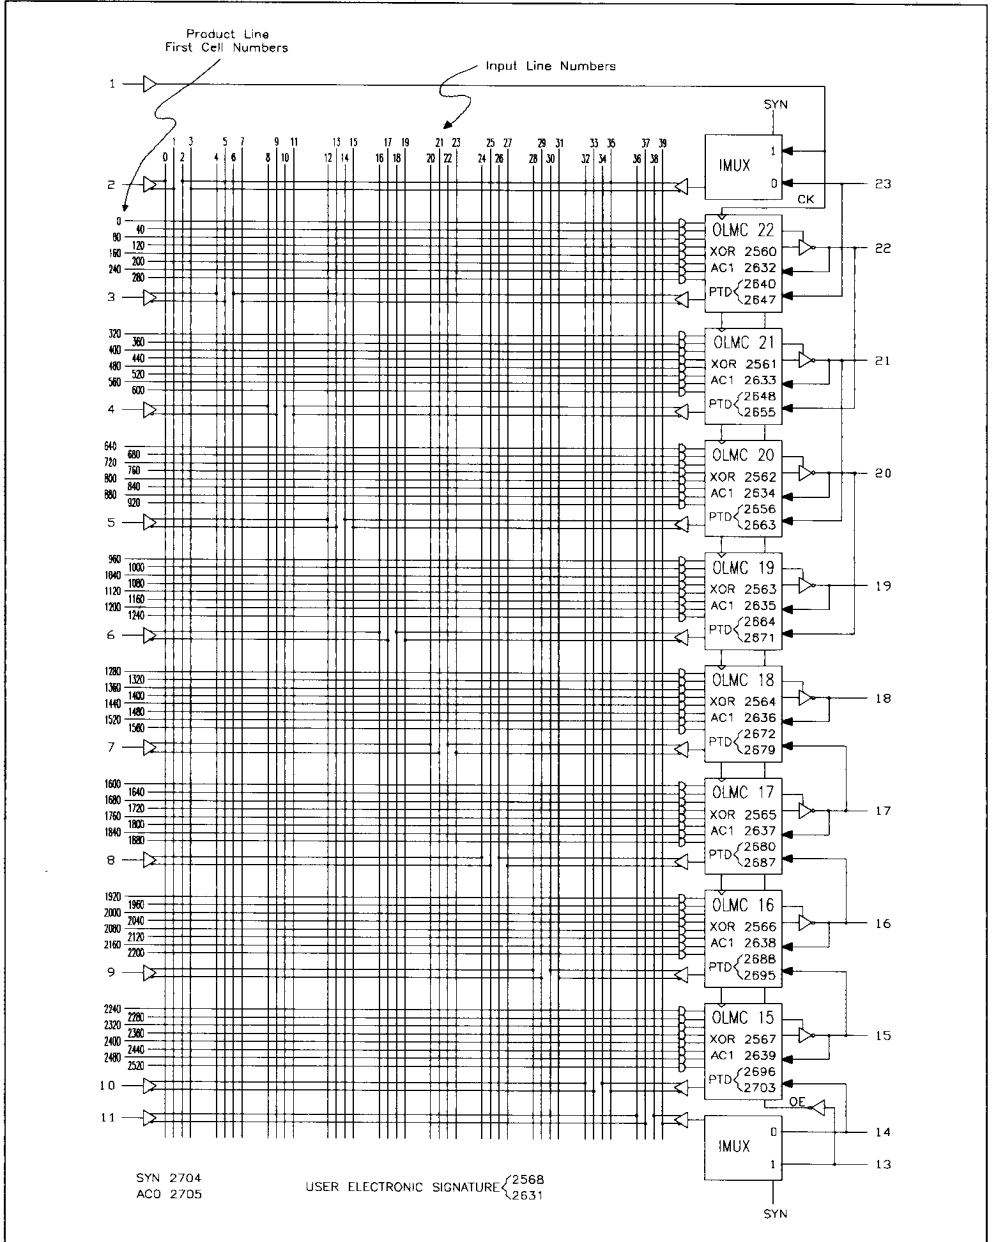 Product Line
First Cell Numbers
Input Line Numbers
1
SYN
1 3 5 7 9 11 13 15 17 19 21 23 25 27 29 31 33 35 37 39
0 2 4 6 8 10 12 14 16 18 20 22 24 26 28 30 32 34 36 38
IMUX
1
0
2
23
CK
0
40
80
120
160
200
240
280
OLMC 22
XOR 2560
AC1 2632
PTD { 2640
2647
22
3
320
360
400
440
480
520
560
600
OLMC 21
XOR 2561
AC1 2633
PTD { 2648
2655
21
4
640
680
720
760
800
840
880
920
OLMC 20
XOR 2562
AC1 2634
PTD { 2656
2663
20
5
960
1000
1040
1080
1120
1160
1200
1240
OLMC 19
XOR 2563
AC1 2635
PTD { 2664
2671
19
6
1280
1320
1360
1400
1440
1480
1520
1560
OLMC 18
XOR 2564
AC1 2636
PTD { 2672
2679
18
7
1600
1640
1680
1720
1760
1800
1840
1880
OLMC 17
XOR 2565
AC1 2637
PTD { 2680
2687
17
8
1920
1960
2000
2040
2080
2120
2160
2200
OLMC 16
XOR 2566
AC1 2638
PTD { 2688
2695
16
9
2240
2280
2320
2360
2400
2440
2480
2520
OLMC 15
XOR 2567
AC1 2639
PTD { 2696
2703
15
10
OE
11
IMUX
0
1
14
13
SYN 2704
AC0 2705
USER ELECTRONIC SIGNATURE { 2568
2631
SYN